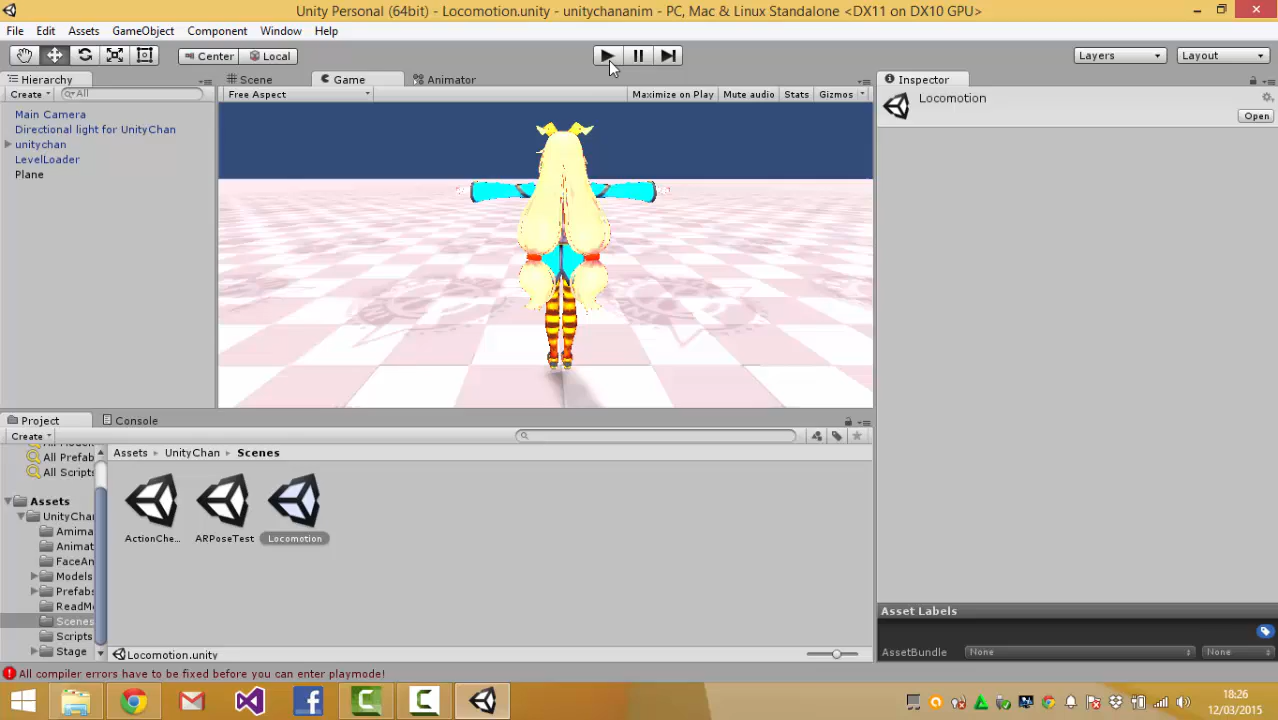 Unity Personal (64bit) - Locomotion.unity - unitychananim - PC, Mac & Linux Standalone <DX11 on DX10 GPU>
File Edit Assets GameObject Component Window Help
Center Local Layers Layout
Hierarchy Scene Game Animator Inspector
Create All Free Aspect Maximize on Play Mute audio Stats Gizmos Locomotion
Open
Main Camera
Directional light for UnityChan
unitychan
LevelLoader
Plane
Project Console
Create
All Prefab
All Scripts
Assets UnityChan Scenes
Assets
UnityChan
Amima
Animat
FaceAn
Models
Prefabs
ReadMe
Scenes
Scripts
Stage
ActionChe... ARPoseTest Locomotion
Locomotion.unity
Asset Labels
AssetBundle None None
All compiler errors have to be fixed before you can enter playmode!
18:26
12/03/2015